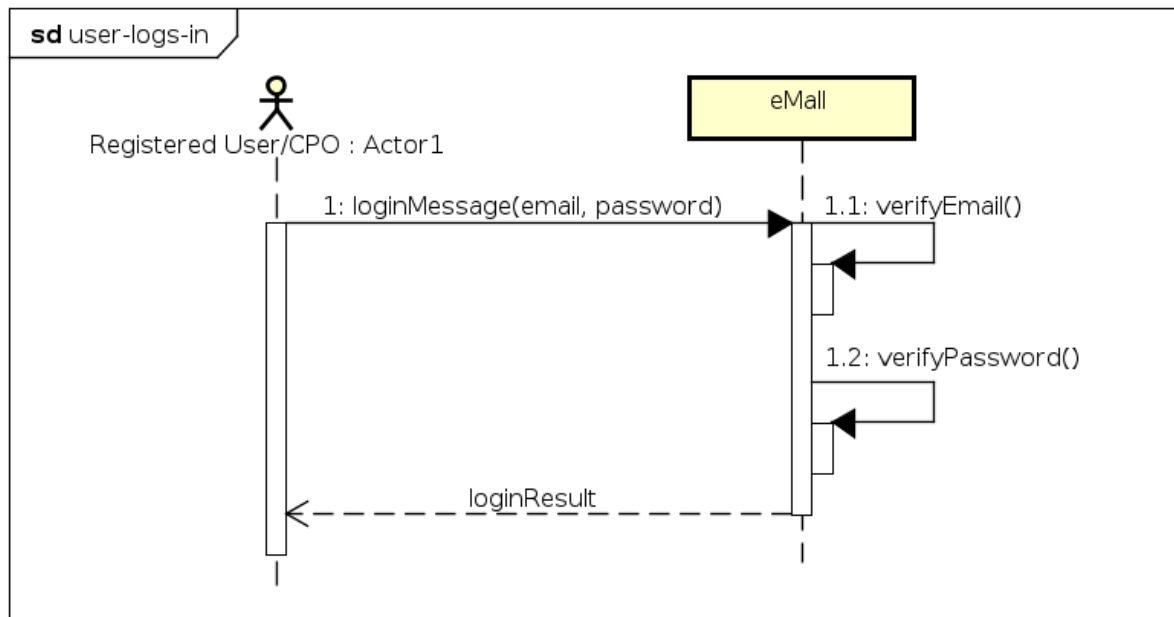 sd user-logs-in
eMall
Registered User/CPO : Actor1
1: loginMessage(email, password)
1.1: verifyEmail()
1.2: verifyPassword()
loginResult